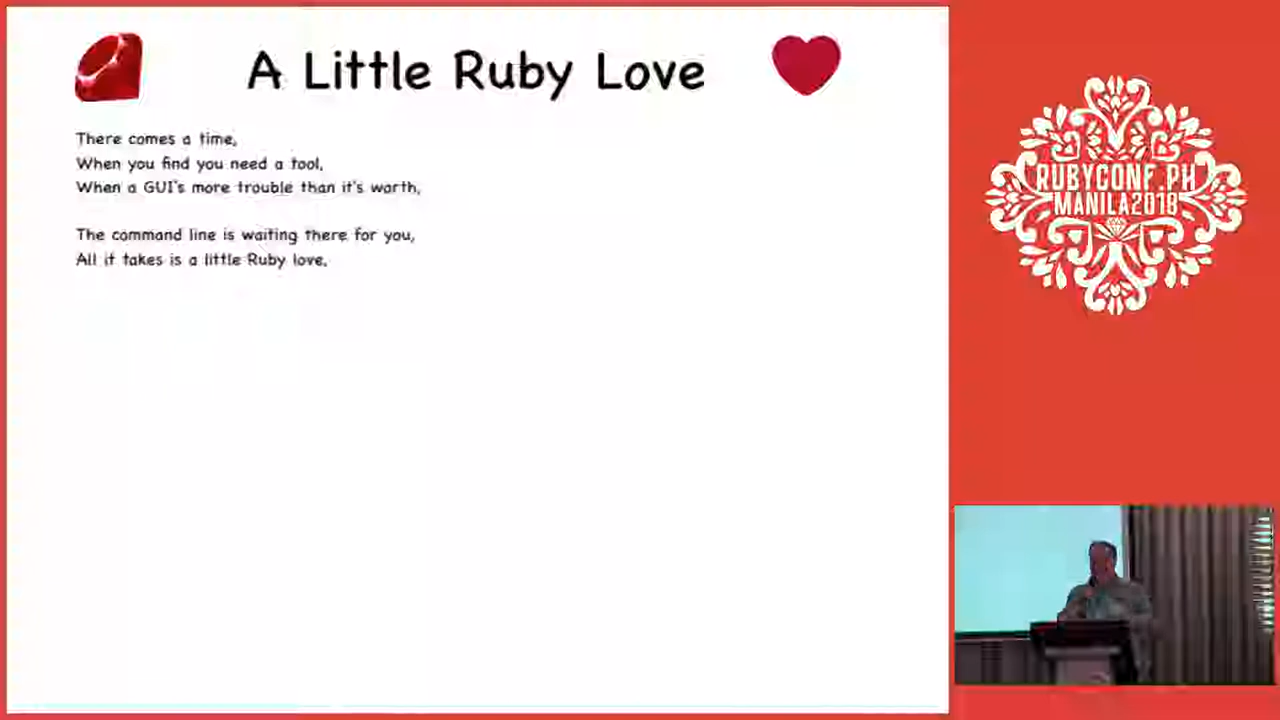 A Little Ruby Love
There comes a time,
When you find you need a tool,
When a GUI's more trouble than it's worth,
The command line is waiting there for you,
All it takes is a little Ruby love,
RUBYCONF.PH
MANILA2018